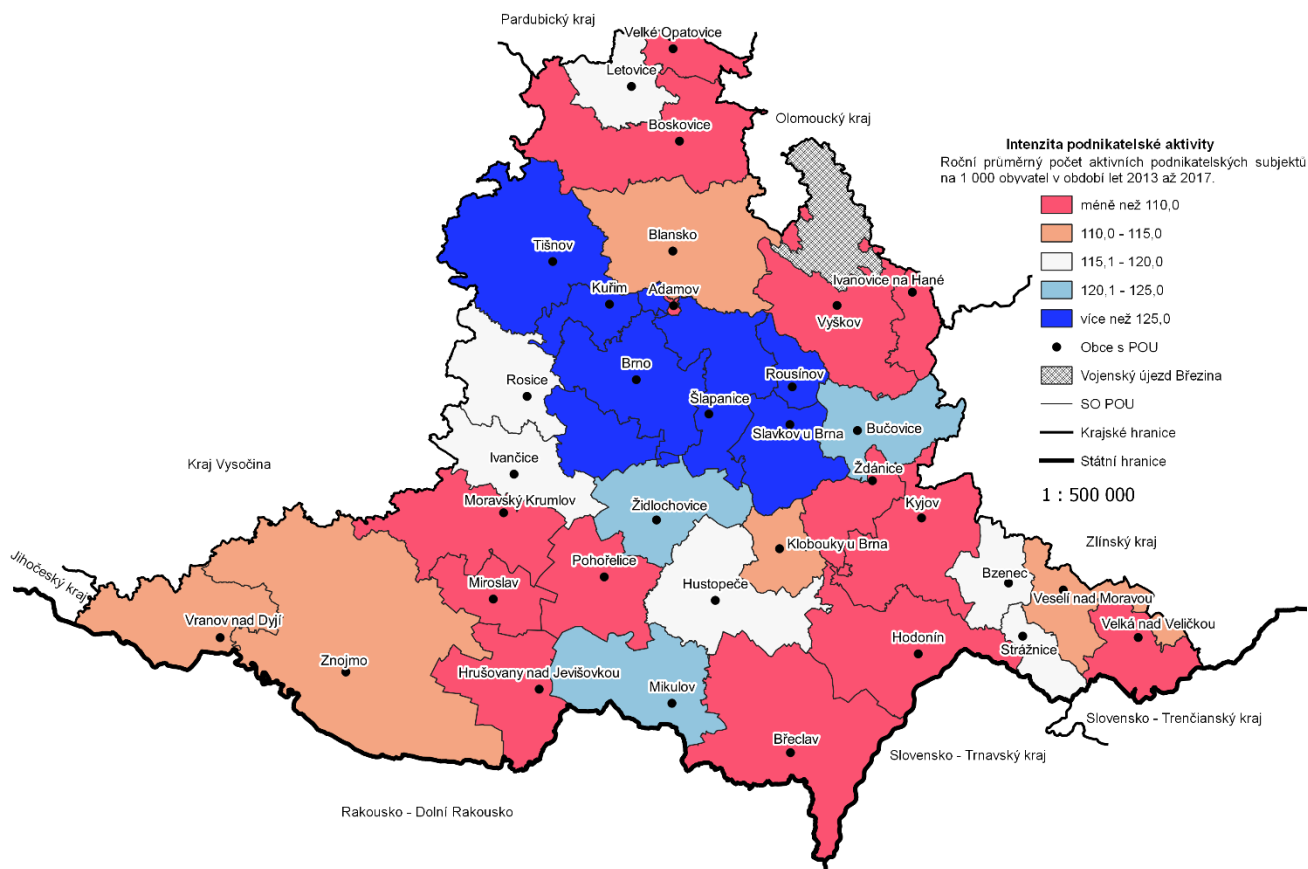 Pardubický kraj
Velké Opatovice
Letovice
Boskovice
Olomoucký kraj
Intenzita podnikatelské aktivity
Roční průměrný počet aktivních podnikatelských subjektů
na 1 000 obyvatel v období let 2013 až 2017.
méně než 110,0
110,0 - 115,0
115,1 - 120,0
120,1 - 125,0
více než 125,0
Obce s POU
Vojenský újezd Březina
SO POU
Krajské hranice
Státní hranice
1 : 500 000
Tišnov
Blansko
Ivanovice na Hané
Kuřim
Adamov
Vyškov
Brno
Rousínov
Rosice
Šlapanice
Slavkov u Brna
Bučovice
Kraj Vysočina
Ivančice
Ždánice
Moravský Krumlov
Židlochovice
Kyjov
Klobouky u Brna
Zlínský kraj
Jihočeský kraj
Pohořelice
Miroslav
Hustopeče
Bzenec
Veselí nad Moravou
Vranov nad Dyjí
Velká nad Veličkou
Strážnice
Znojmo
Hodonín
Hrušovany nad Jevišovkou
Mikulov
Břeclav
Slovensko - Trenčianský kraj
Slovensko - Trnavský kraj
Rakousko - Dolní Rakousko